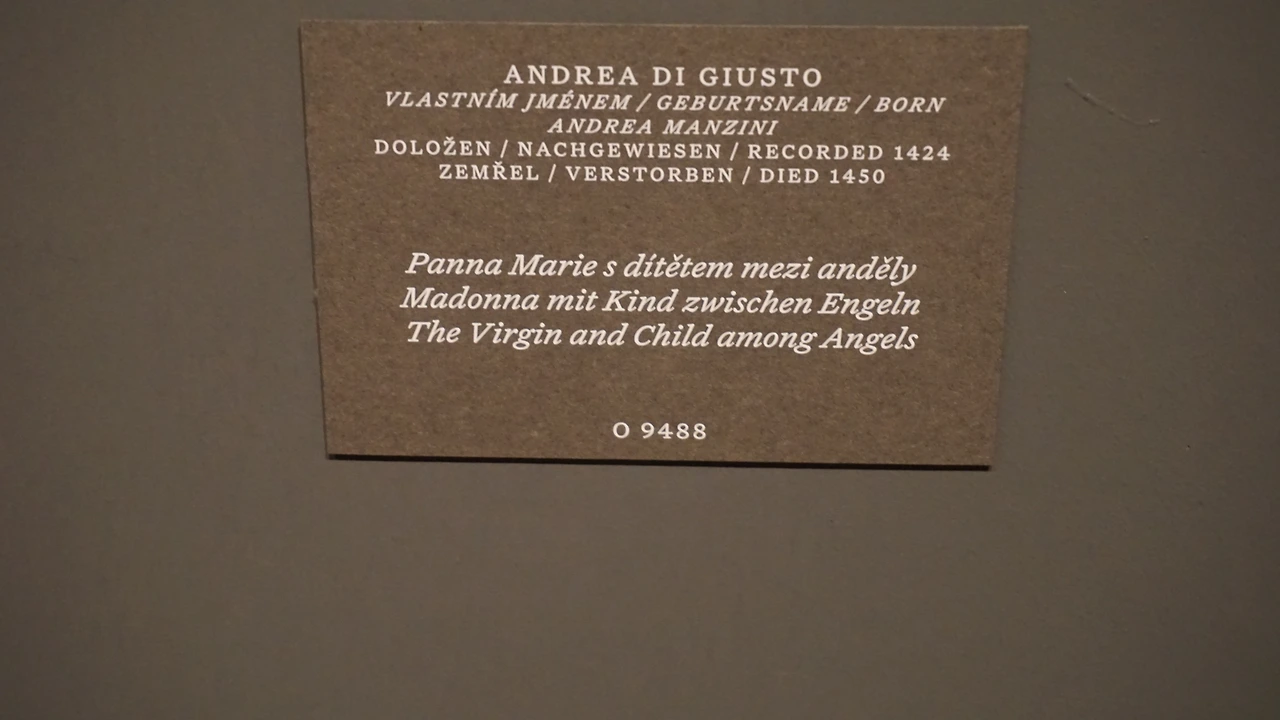 ANDREA DI GIUSTO
VLASTNÍM JMÉNEM / GEBURTSNAME / BORN
ANDREA MANZINI
DOLOŽEN / NACHGEWIESEN / RECORDED 1424
ZEMŘEL / VERSTORBEN / DIED 1450
Panna Marie s dítětem mezi anděly
Madonna mit Kind zwischen Engeln
The Virgin and Child among Angels
O 9488